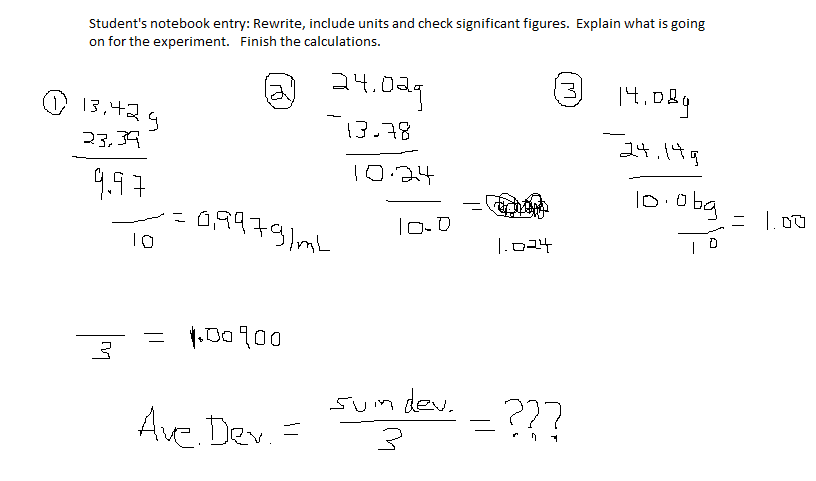 Student's notebook entry: Rewrite, include units and check significant figures. Explain what is going
on for the experiment. Finish the calculations.
① 13.42 g
23.39
9.97
10
= 0.997g/mL
② 24.02g
-13.78
10.24
10.0
=
1.024
③ 14.08g
- 24.14g
10.06g
10
= 1.00
3 = 1.00900
Ave. Dev. = sum dev. / 3 = ???